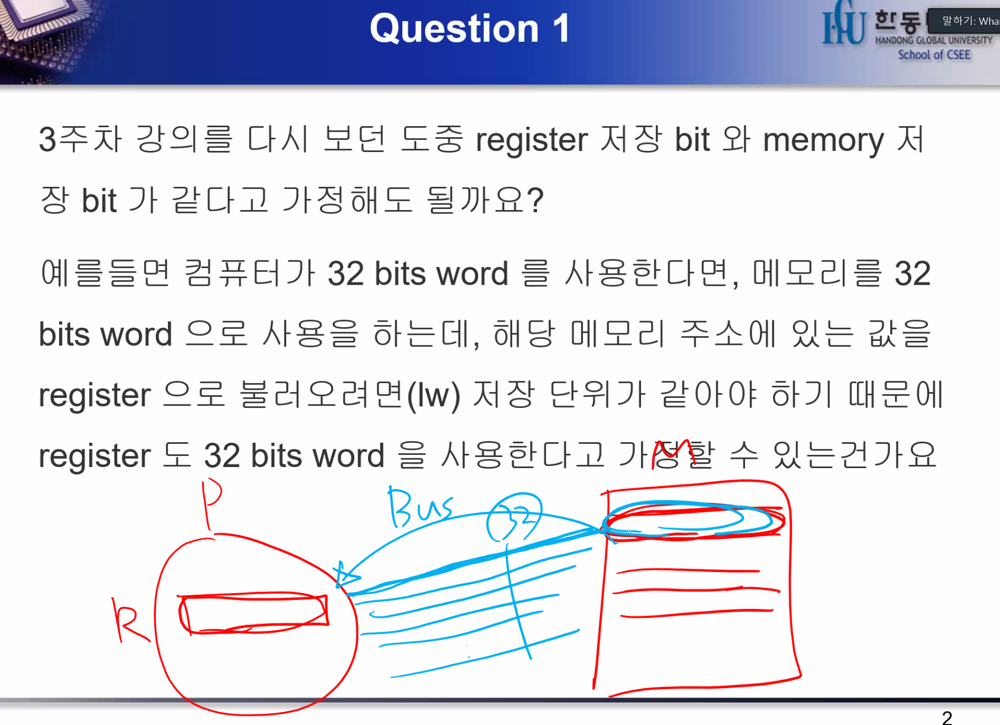 Question 1
한동
말하기: Wha
HANDONG GLOBAL UNIVERSITY
School of CSEE
3주차 강의를 다시 보던 도중 register 저장 bit 와 memory 저
장 bit 가 같다고 가정해도 될까요?
예를들면 컴퓨터가 32 bits word 를 사용한다면, 메모리를 32
bits word 으로 사용을 하는데, 해당 메모리 주소에 있는 값을
register 으로 불러오려면(lw) 저장 단위가 같아야 하기 때문에
register 도 32 bits word 을 사용한다고 가정할 수 있는건가요
M
P
Bus
32
R
2